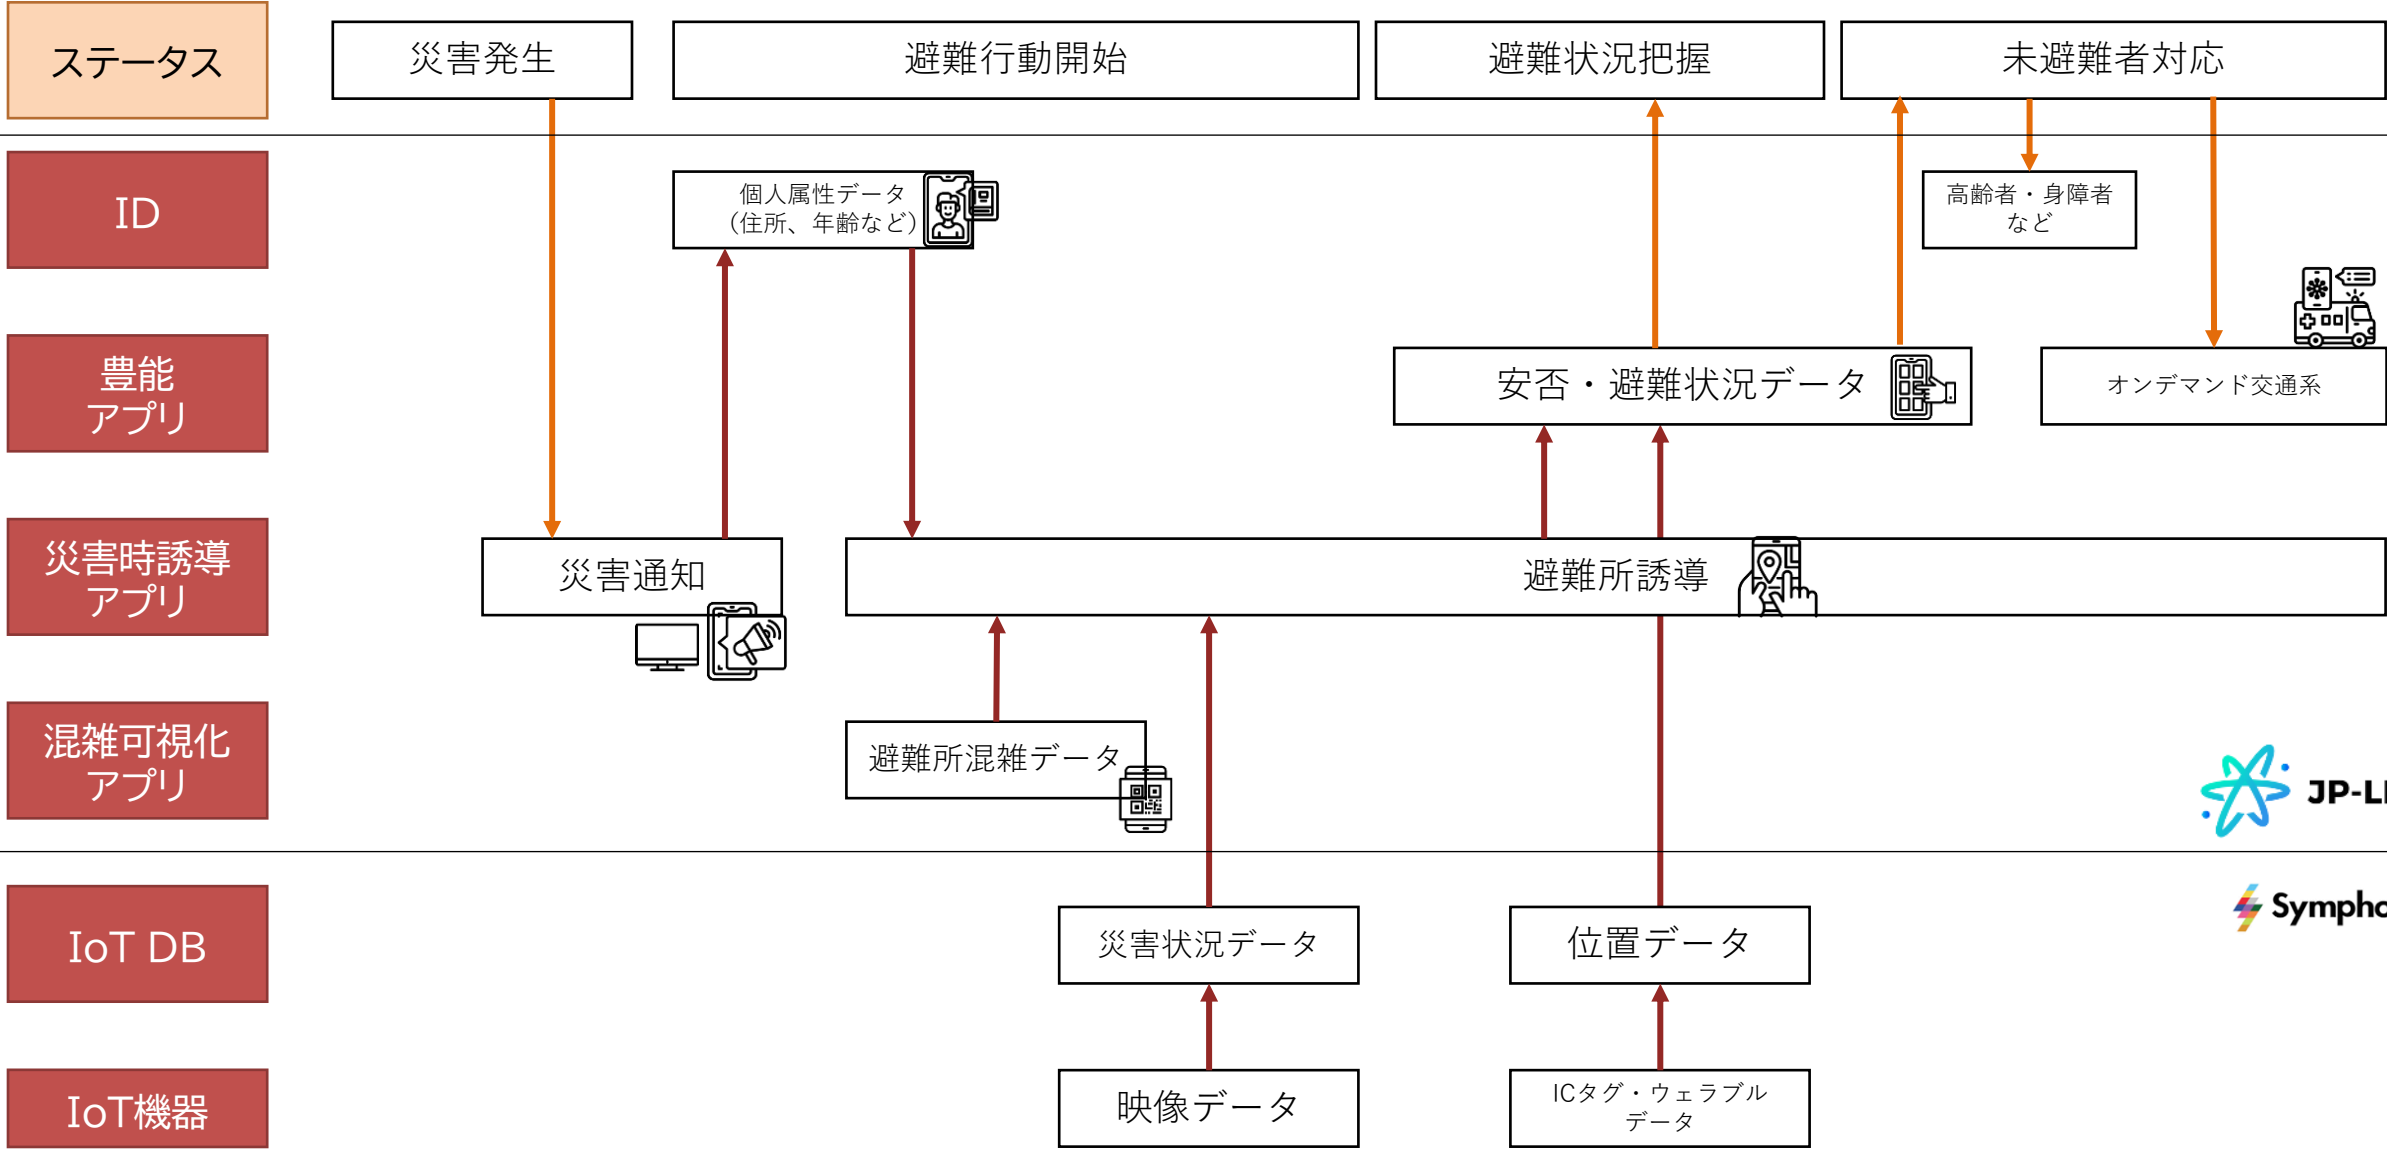 ステータス
災害発生
避難行動開始
避難状況把握
未避難者対応
ID
個人属性データ
（住所、年齢など）
高齢者・身障者
など
豊能
アプリ
安否・避難状況データ
オンデマンド交通系
災害時誘導
アプリ
災害通知
避難所誘導
混雑可視化
アプリ
避難所混雑データ
JP-LI
IoT DB
災害状況データ
位置データ
Sympho
IoT機器
映像データ
ICタグ・ウェラブル
データ